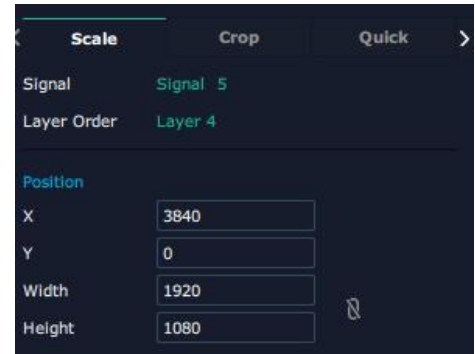 Scale Crop Quick
Signal Signal 5
Layer Order Layer 4
Position
X 3840
Y 0
Width 1920
Height 1080